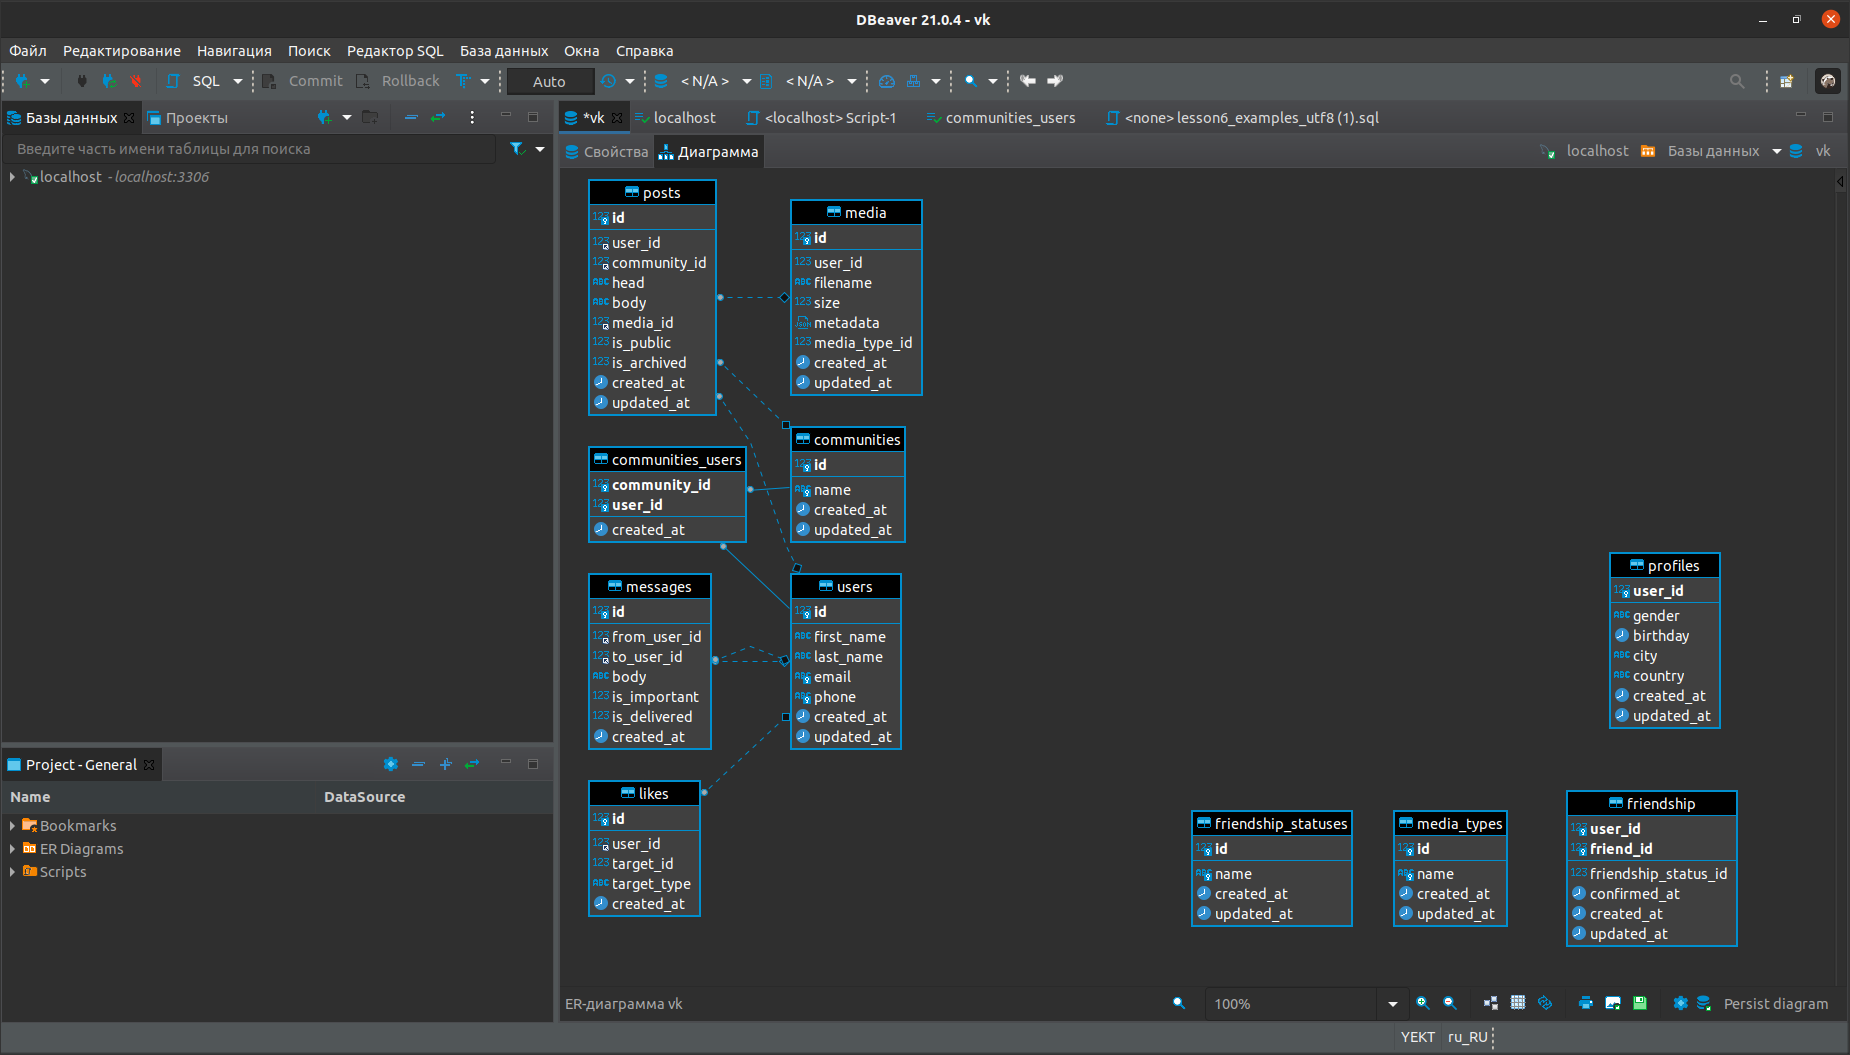 DBeaver 21.0.4 - vk
Файл Редактирование Навигация Поиск Редактор SQL База данных Окна Справка
SQL Commit Rollback Auto < N/A > < N/A >
Базы данных Проекты
*vk localhost <localhost> Script-1 communities_users <none> lesson6_examples_utf8 (1).sql
Введите часть имени таблицы для поиска
localhost - localhost:3306
Свойства Диаграмма localhost Базы данных vk
posts
id
user_id
community_id
head
body
media_id
is_public
is_archived
created_at
updated_at
media
id
user_id
filename
size
metadata
media_type_id
created_at
updated_at
communities_users
community_id
user_id
created_at
communities
id
name
created_at
updated_at
messages
id
from_user_id
to_user_id
body
is_important
is_delivered
created_at
users
id
first_name
last_name
email
phone
created_at
updated_at
profiles
user_id
gender
birthday
city
country
created_at
updated_at
likes
id
user_id
target_id
target_type
created_at
friendship_statuses
id
name
created_at
updated_at
media_types
id
name
created_at
updated_at
friendship
user_id
friend_id
friendship_status_id
confirmed_at
created_at
updated_at
Project - General
Name DataSource
Bookmarks
ER Diagrams
Scripts
ER-диаграмма vk 100% Persist diagram
YEKT ru_RU